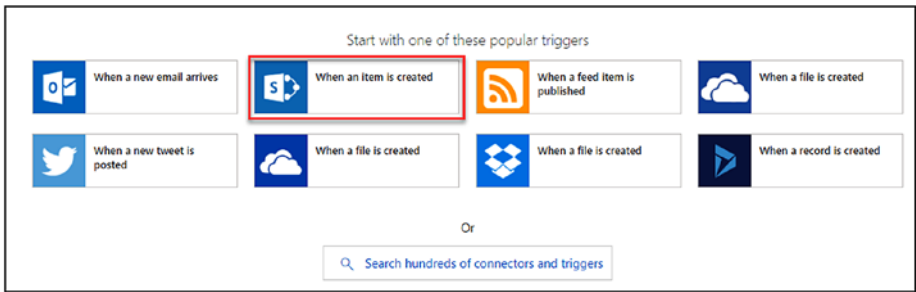 Start with one of these popular triggers
When a new email arrives
When an item is created
When a feed item is
published
When a file is created
When a new tweet is
posted
When a file is created
When a file is created
When a record is created
Or
Search hundreds of connectors and triggers